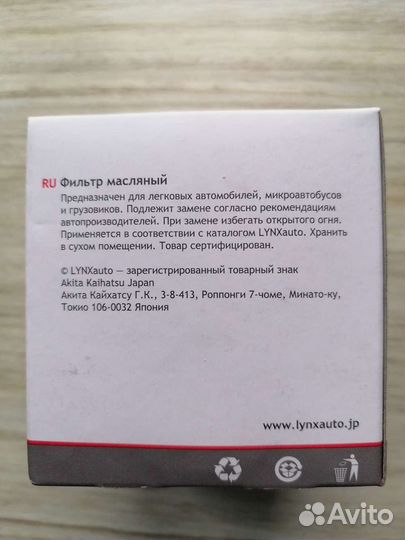 RU Фильтр масляный
Предназначен для легковых автомобилей, микроавтобусов
и грузовиков. Подлежит замене согласно рекомендациям
автопроизводителей. При замене избегать открытого огня.
Применяется в соответствии с каталогом LYNXauto. Хранить
в сухом помещении. Товар сертифицирован.
© LYNXauto — зарегистрированный товарный знак
Akita Kaihatsu Japan
Акита Кайхатсу Г.К., 3-8-413, Роппонги 7-чоме, Минато-ку,
Токио 106-0032 Япония
www.lynxauto.jp
Avito